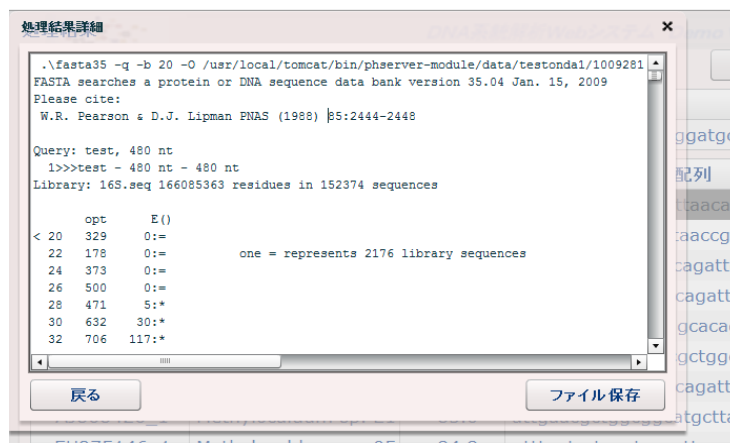 処理結果詳細
.\fasta35 -q -b 20 -O /usr/local/tomcat/bin/phserver-module/data/testonda1/1009281
FASTA searches a protein or DNA sequence data bank version 35.04 Jan. 15, 2009
Please cite:
W.R. Pearson & D.J. Lipman PNAS (1988) 85:2444-2448
Query: test, 480 nt
1>>>test - 480 nt - 480 nt
Library: 16S.seq 166085363 residues in 152374 sequences
opt E()
< 20 329 0:=
22 178 0:= one = represents 2176 library sequences
24 373 0:=
26 500 0:=
28 471 5:*
30 632 30:*
32 706 117:*
戻る
ファイル保存
ggatg
配列
ttaaca
taaccg
cagatt
cagatt
gcaca
gctgg
cagatt
atgctta